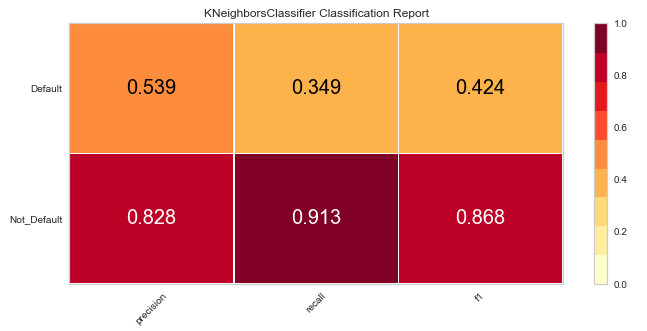 KNeighborsClassifier Classification Report
Default 0.539 0.349 0.424
Not_Default 0.828 0.913 0.868
precision recall f1
1.0
0.8
0.6
0.4
0.2
0.0